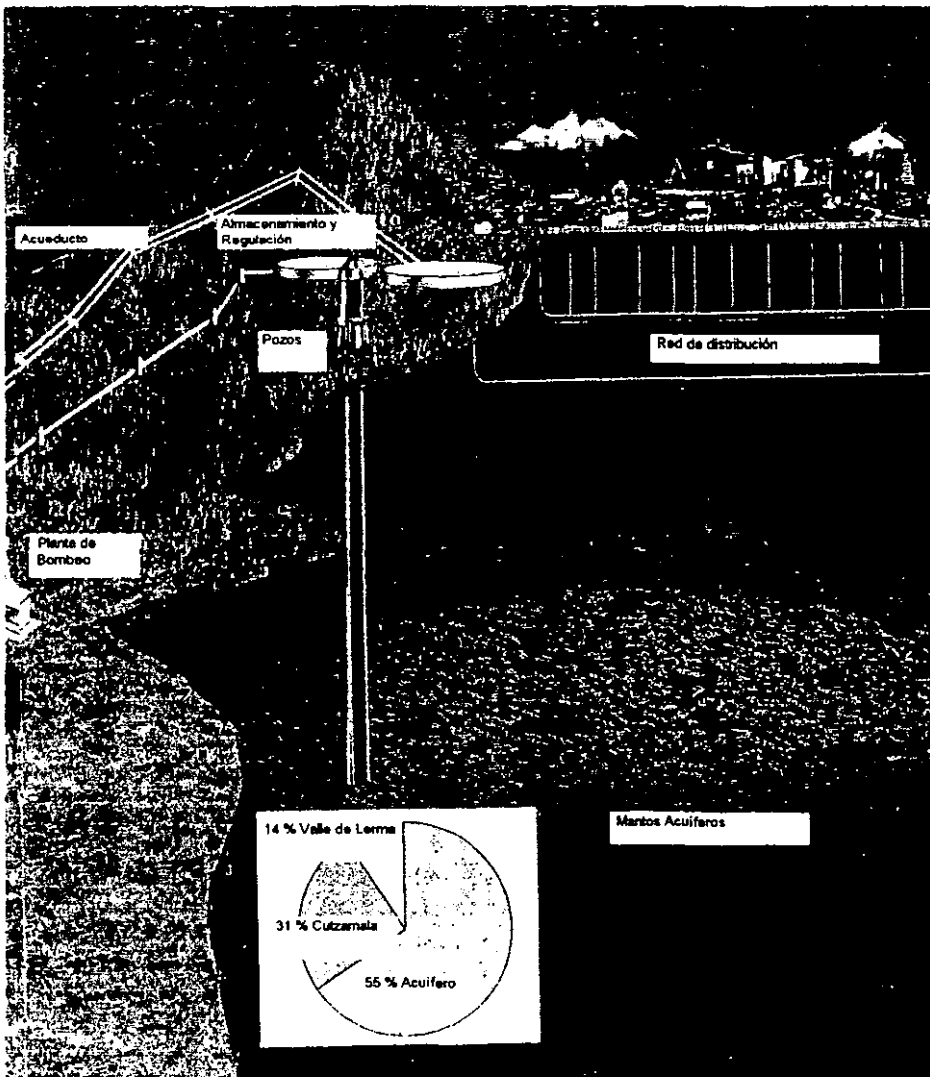 Acueducto
Almacenamiento y
Regulación
Pozos
Red de distribución
Planta de
Bombeo
Mantos Acuíferos
14 % Valle de Lerma
31 % Cutzamala
55 % Acuífero